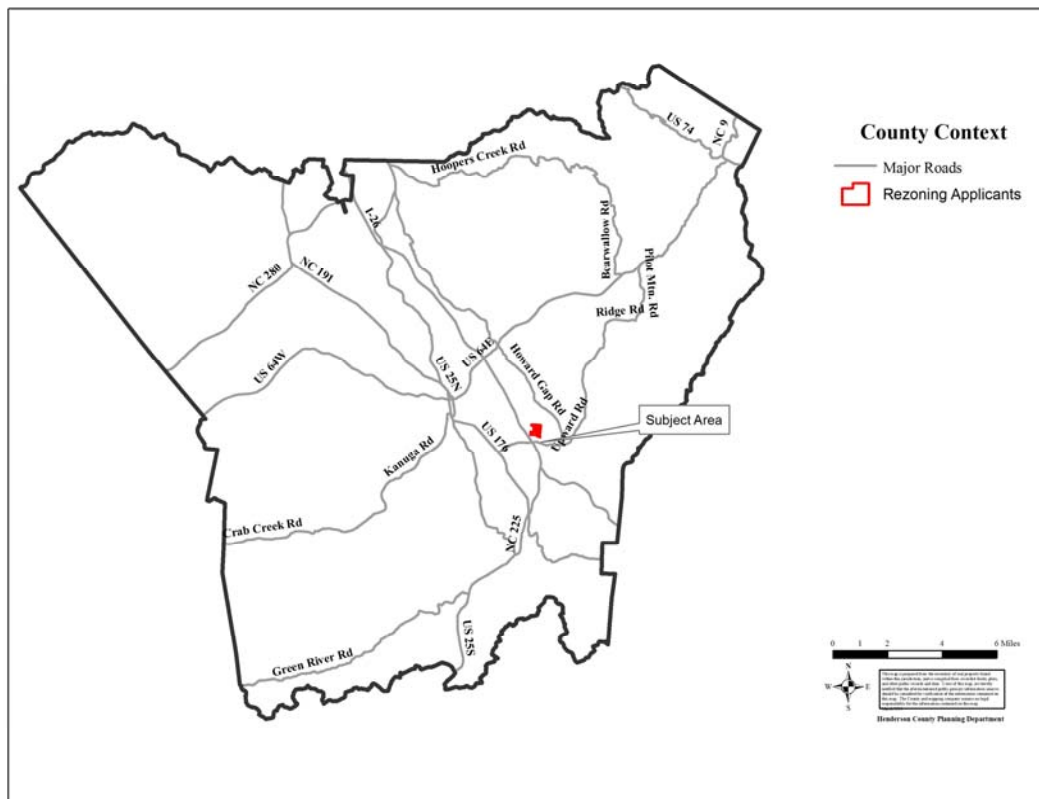 County Context
Major Roads
Rezoning Applicants
US 74
NC 9
Hoopers Creek Rd
I-26
Bearwallow Rd
Pilot Mtn. Rd
NC 280
NC 191
Ridge Rd
US 64W
US 25N
US 64E
Howard Gap Rd
Upward Rd
Subject Area
US 176
Kanuga Rd
Crab Creek Rd
NC 225
Green River Rd
US 25S
0 2 4 6 Miles
N
W E
S
Henderson County Planning Department